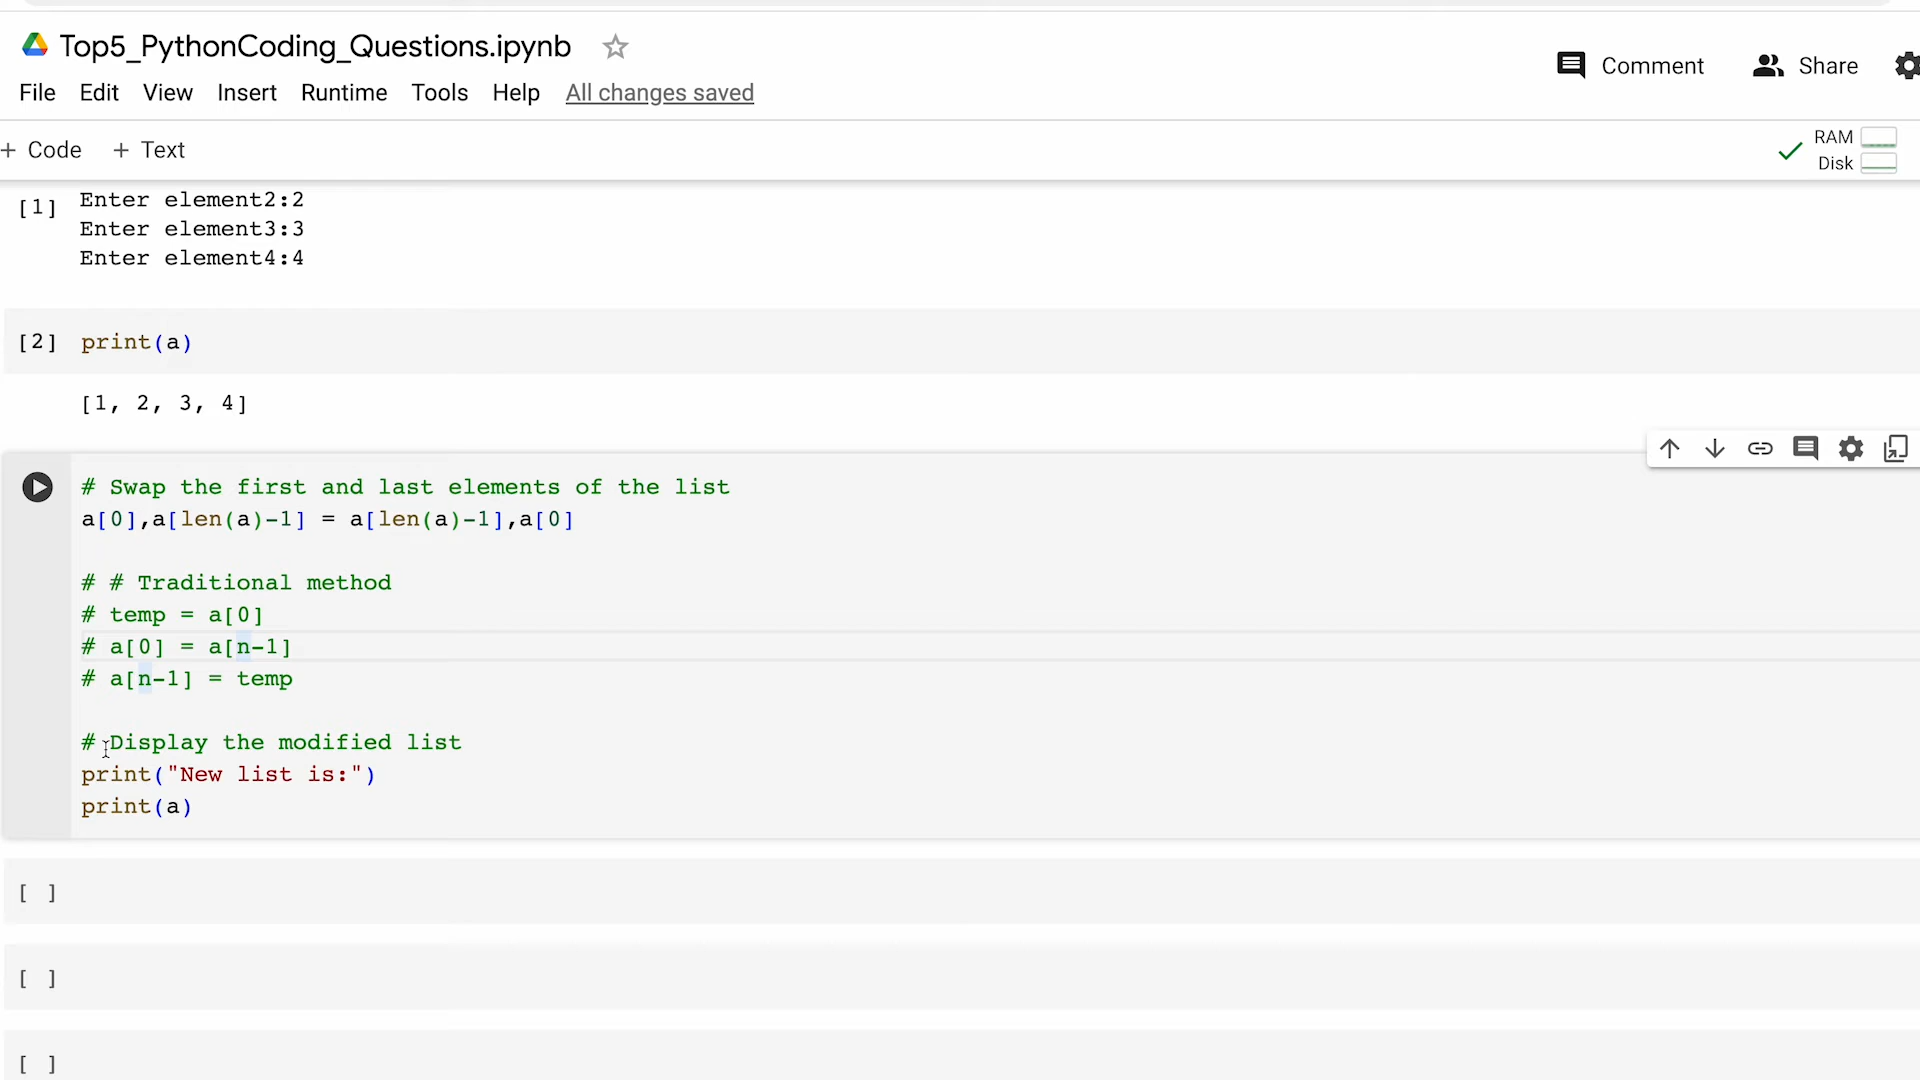 Top5_PythonCoding_Questions.ipynb
Comment
Share
File Edit View Insert Runtime Tools Help All changes saved
+ Code + Text
RAM
Disk
[1]
Enter element2:2
Enter element3:3
Enter element4:4
[2] print(a)
[1, 2, 3, 4]
# Swap the first and last elements of the list
a[0],a[len(a)-1] = a[len(a)-1],a[0]
# # Traditional method
# temp = a[0]
# a[0] = a[n-1]
# a[n-1] = temp
# Display the modified list
print("New list is:")
print(a)
[ ]
[ ]
[ ]